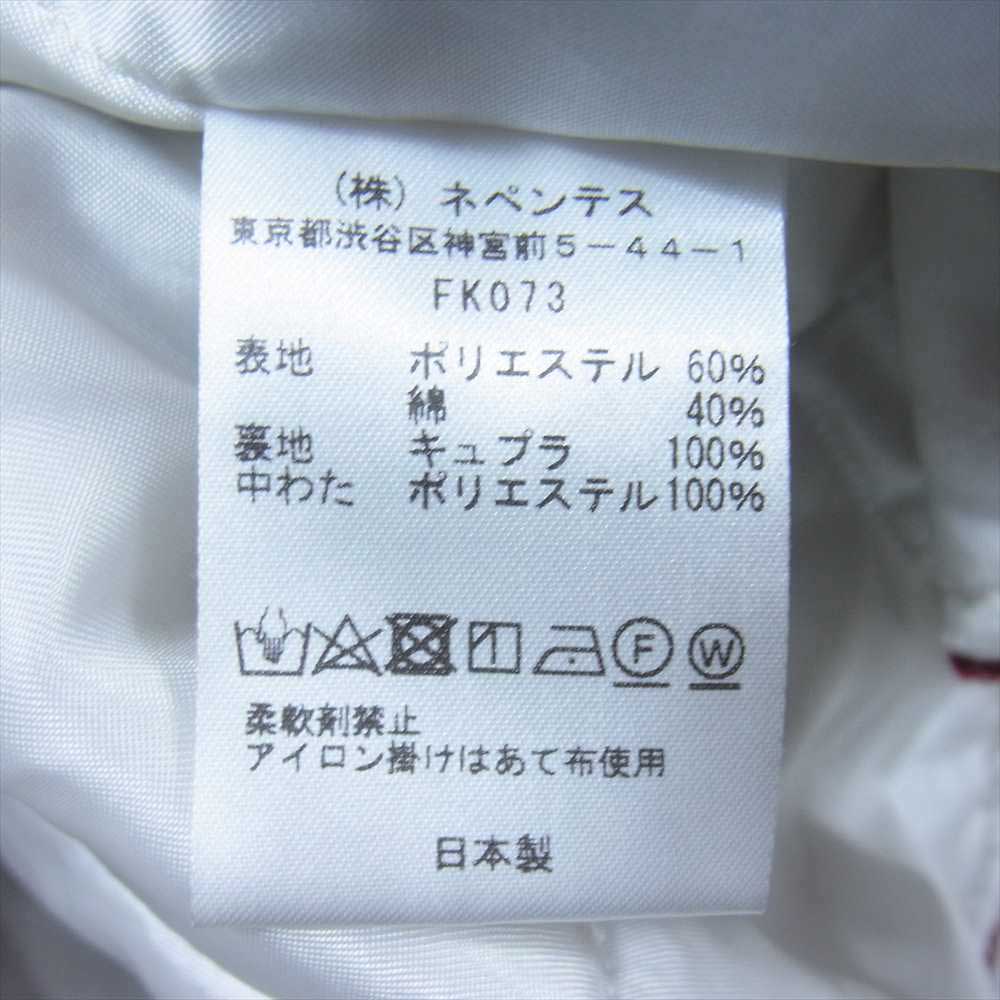 (株) ネペンテス
東京都渋谷区神宮前5-44-1
FK073
表地 ポリエステル 60%
綿 40%
裏地 キュプラ 100%
中わた ポリエステル 100%
F W
柔軟剤禁止
アイロン掛けはあて布使用
日本製